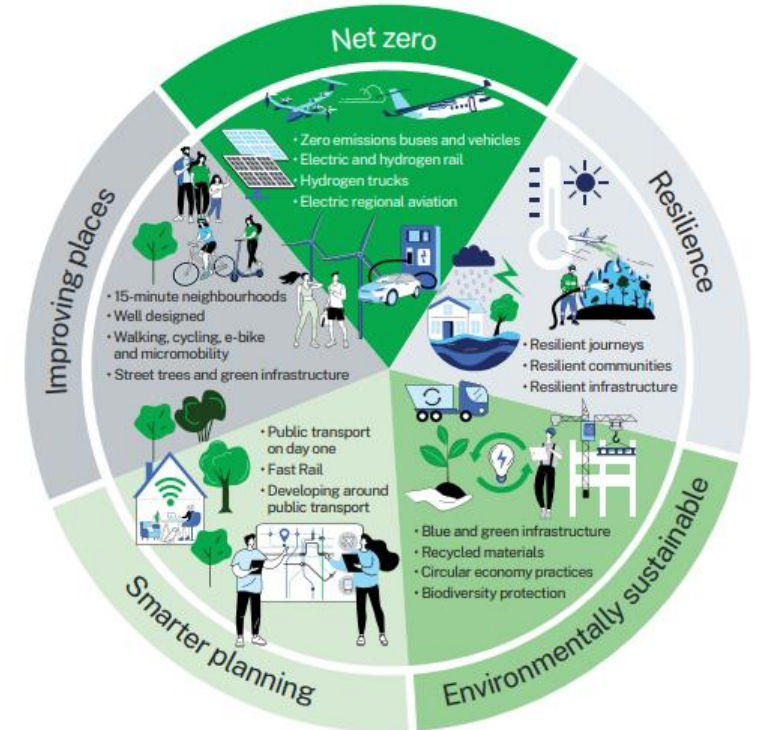 Net zero
• Zero emissions buses and vehicles
• Electric and hydrogen rail
• Hydrogen trucks
• Electric regional aviation
Resilience
• Resilient journeys
• Resilient communities
• Resilient infrastructure
Environmentally sustainable
• Blue and green infrastructure
• Recycled materials
• Circular economy practices
• Biodiversity protection
Smarter planning
• Public transport
on day one
• Fast Rail
• Developing around
public transport
Improving places
• 15-minute neighbourhoods
• Well designed
• Walking, cycling, e-bike
and micromobility
• Street trees and green infrastructure